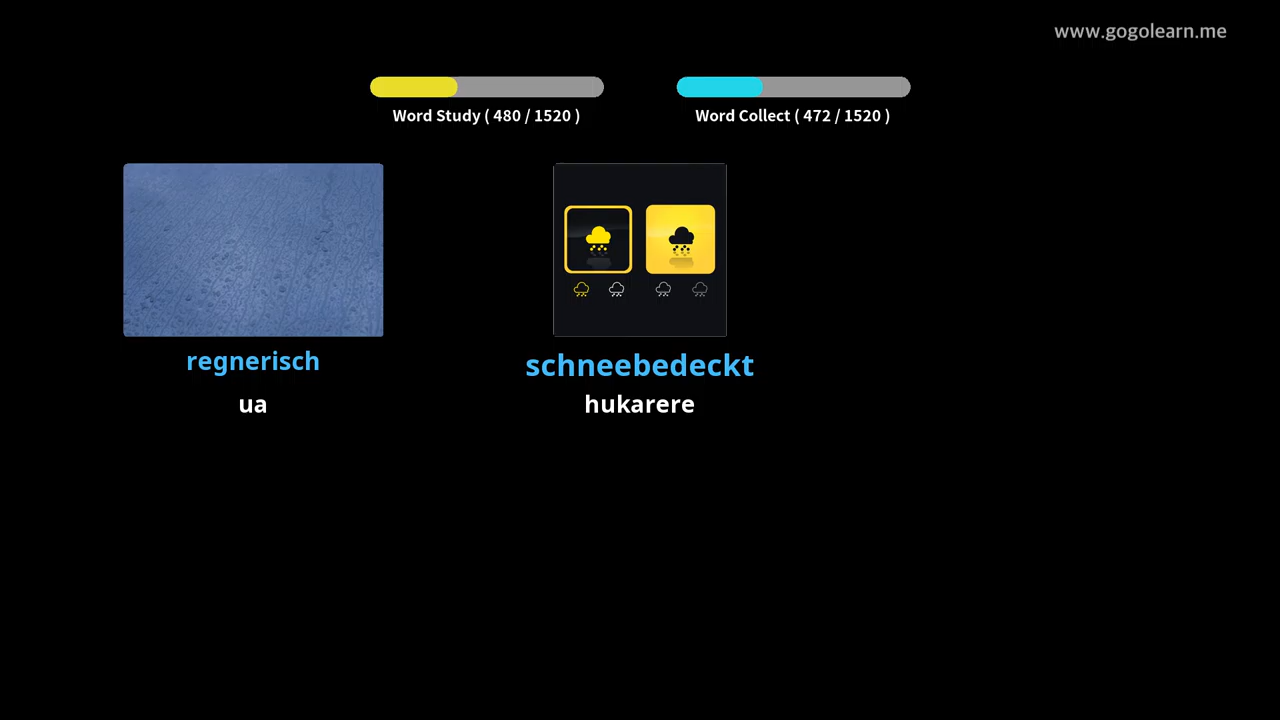 www.gogolearn.me
Word Study ( 480 / 1520 )
Word Collect ( 472 / 1520 )
regnerisch
ua
schneebedeckt
hukarere